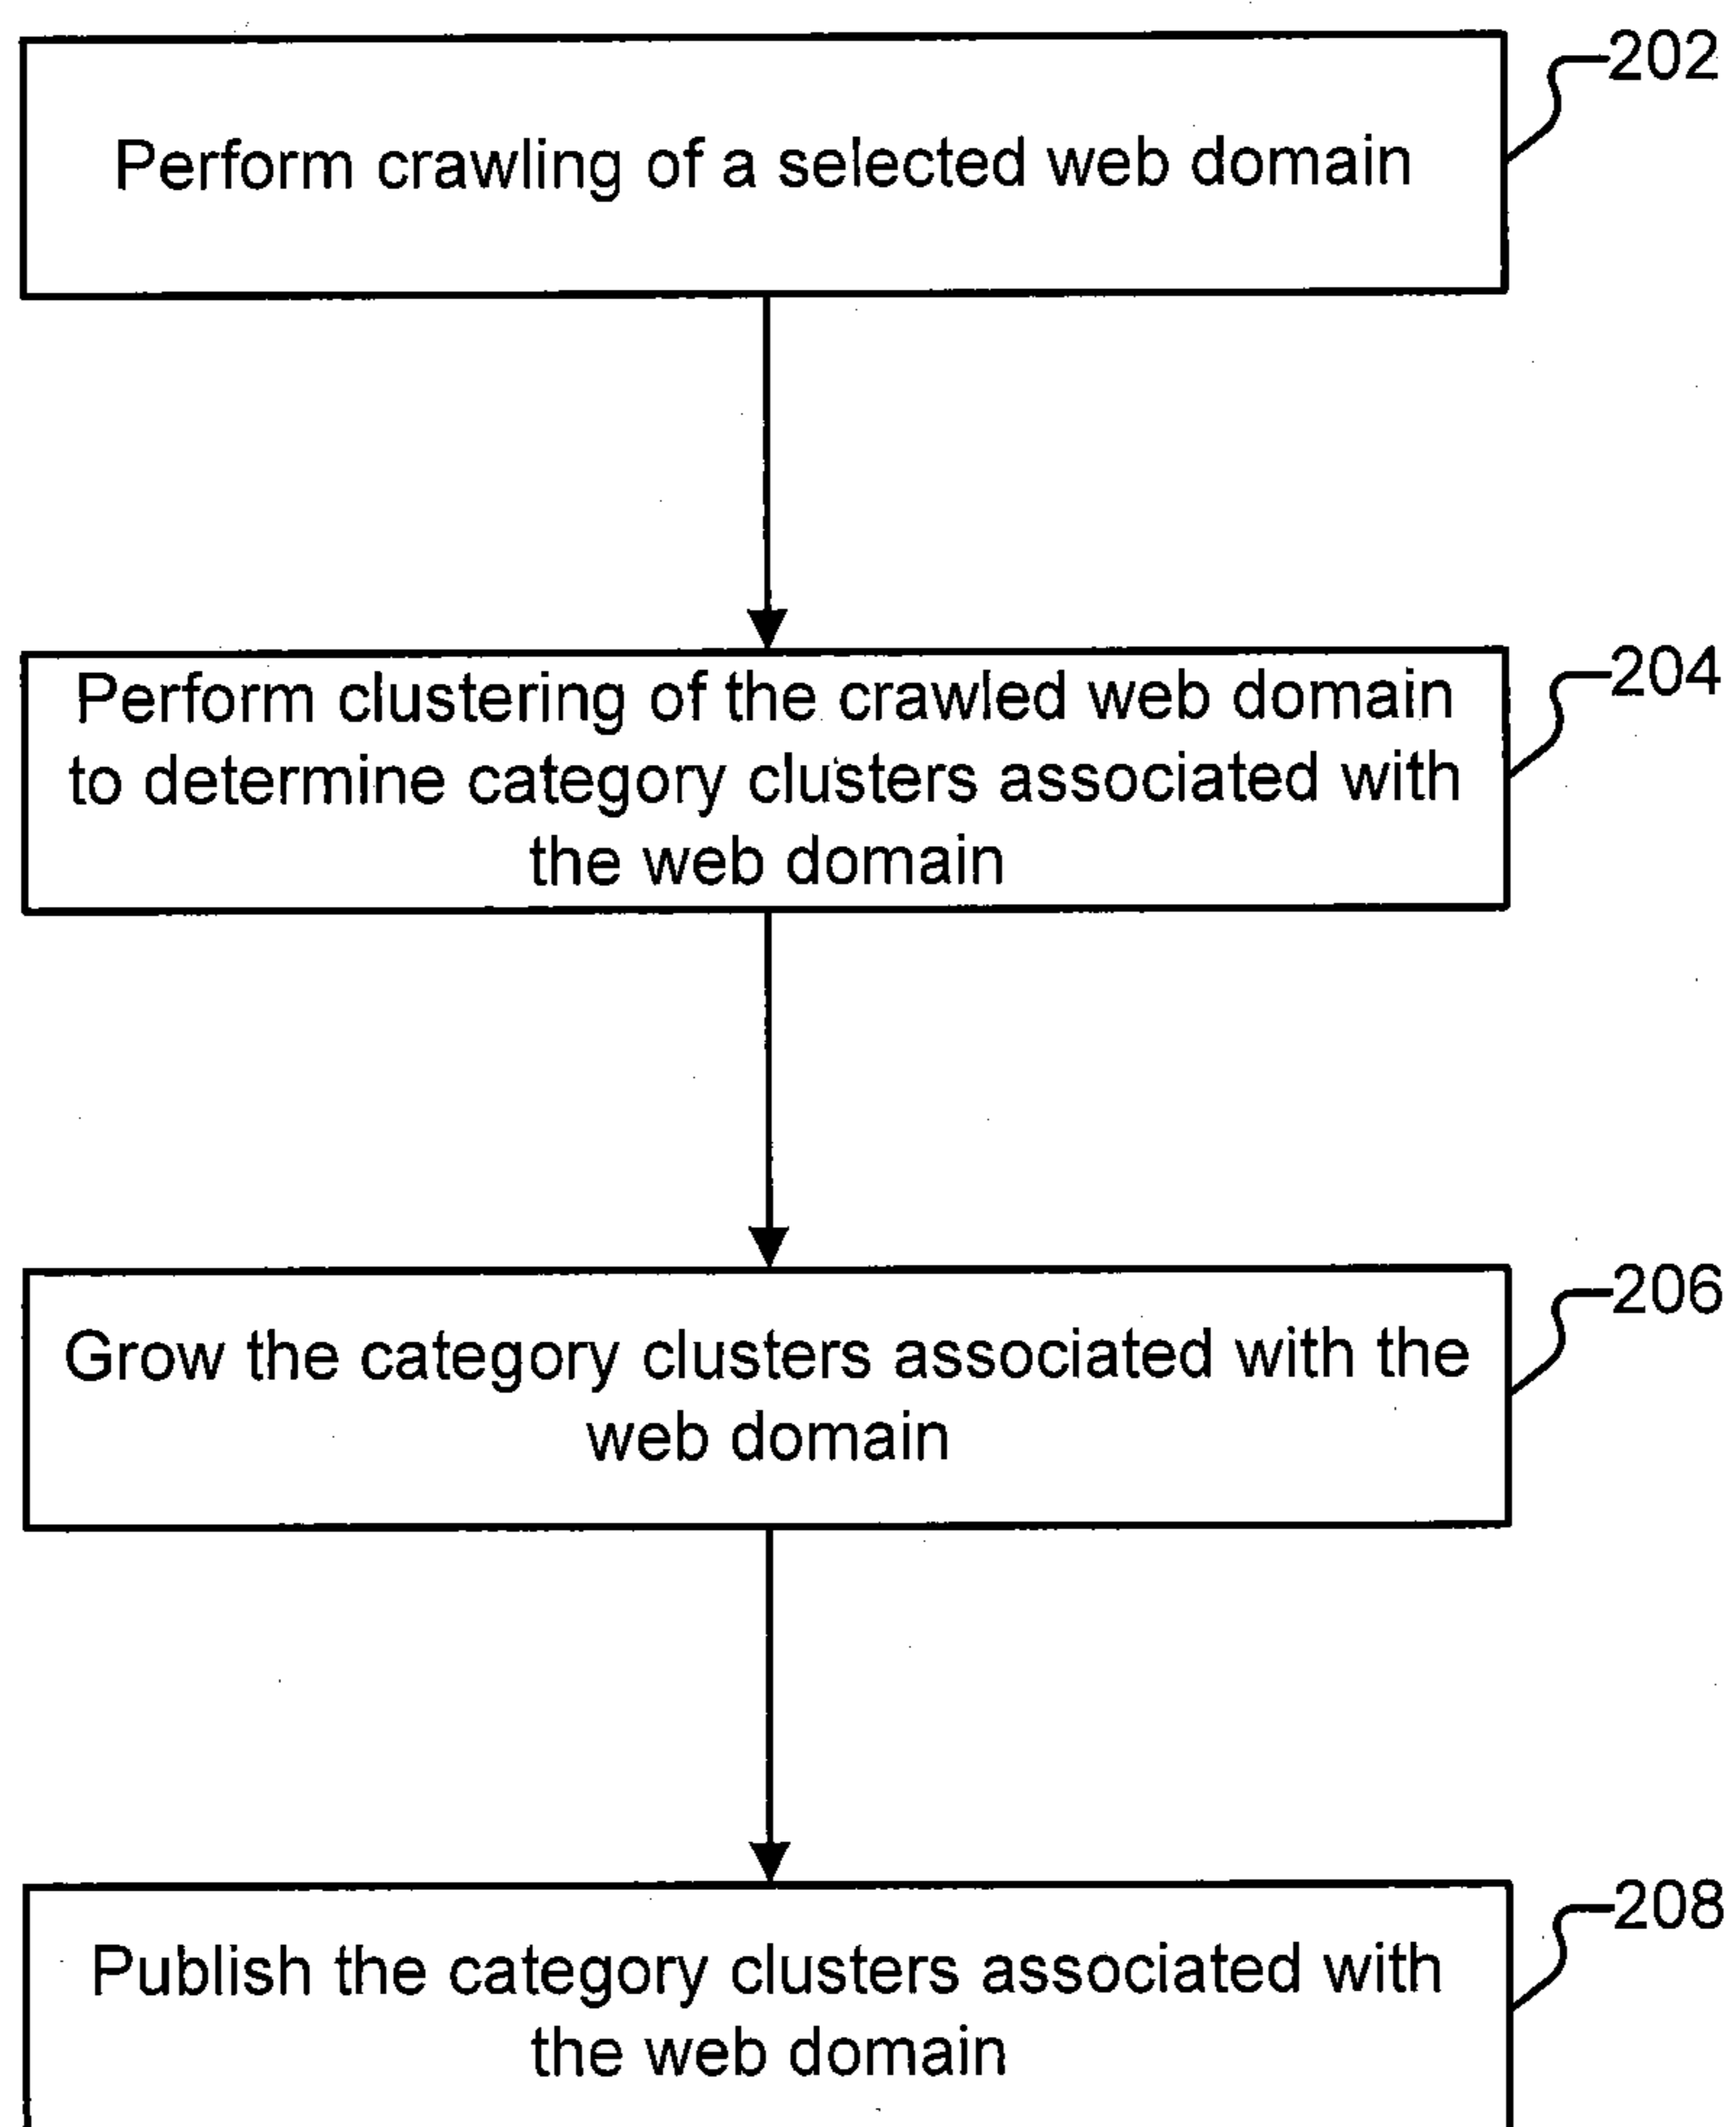 202
Perform crawling of a selected web domain
204
Perform clustering of the crawled web domain
to determine category clusters associated with
the web domain
206
Grow the category clusters associated with the
web domain
208
Publish the category clusters associated with
the web domain